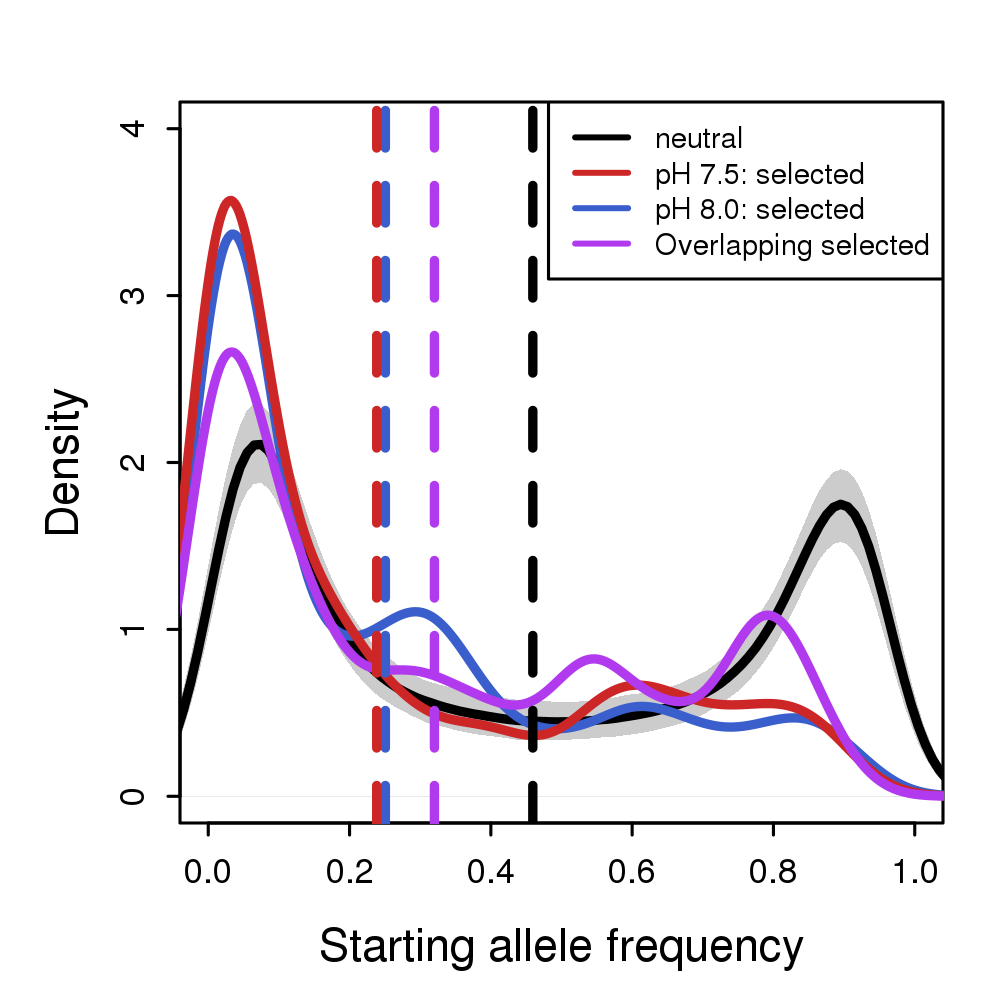 neutral
pH 7.5: selected
pH 8.0: selected
Overlapping selected
Density
4
3
2
1
0
0.0 0.2 0.4 0.6 0.8 1.0
Starting allele frequency